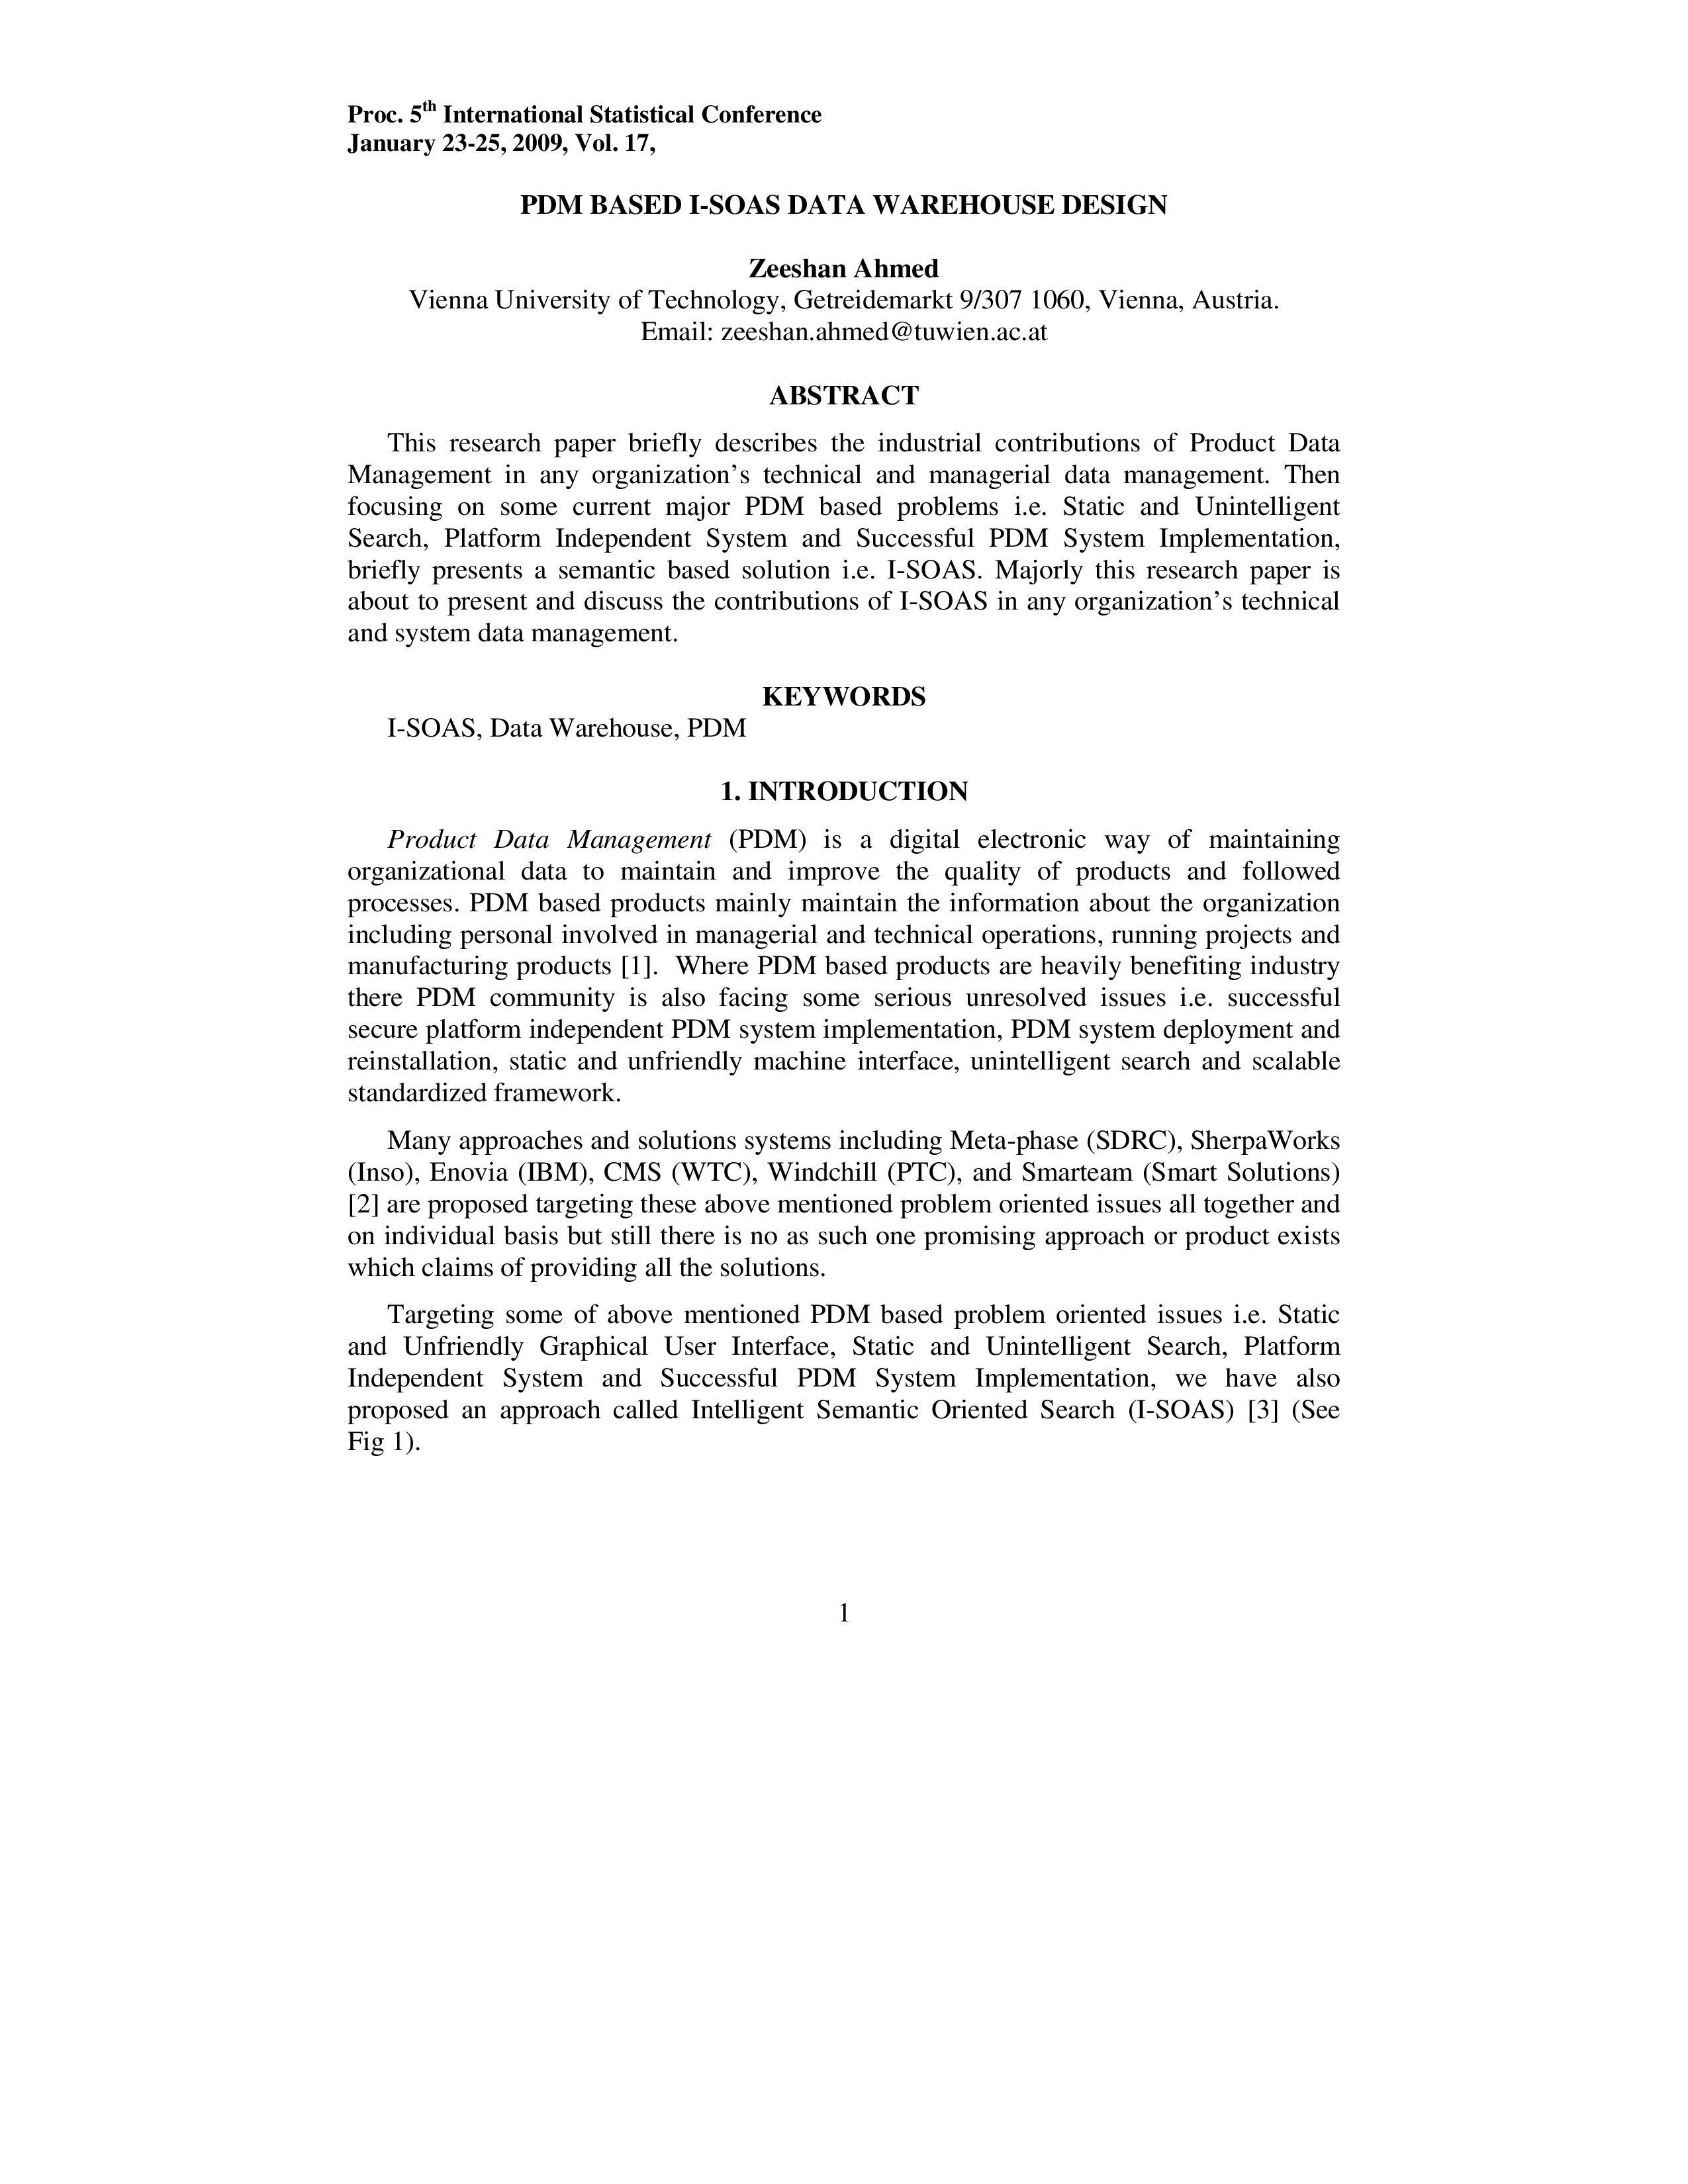 Proc. 5th International Statistical Conference
January 23-25, 2009, Vol. 17,
PDM BASED I-SOAS DATA WAREHOUSE DESIGN
Zeeshan Ahmed
Vienna University of Technology, Getreidemarkt 9/307 1060, Vienna, Austria.
Email: zeeshan.ahmed@tuwien.ac.at
ABSTRACT
This research paper briefly describes the industrial contributions of Product Data
Management in any organization's technical and managerial data management. Then
focusing on some current major PDM based problems i.e. Static and Unintelligent
Search, Platform Independent System and Successful PDM System Implementation,
briefly presents a semantic based solution i.e. I-SOAS. Majorly this research paper is
about to present and discuss the contributions of I-SOAS in any organization's technical
and system data management.
KEYWORDS
I-SOAS, Data Warehouse, PDM
1. INTRODUCTION
Product Data Management (PDM) is a digital electronic way of maintaining
organizational data to maintain and improve the quality of products and followed
processes. PDM based products mainly maintain the information about the organization
including personal involved in managerial and technical operations, running projects and
manufacturing products [1].  Where PDM based products are heavily benefiting industry
there PDM community is also facing some serious unresolved issues i.e. successful
secure platform independent PDM system implementation, PDM system deployment and
reinstallation, static and unfriendly machine interface, unintelligent search and scalable
standardized framework.
Many approaches and solutions systems including Meta-phase (SDRC), SherpaWorks
(Inso), Enovia (IBM), CMS (WTC), Windchill (PTC), and Smarteam (Smart Solutions)
[2] are proposed targeting these above mentioned problem oriented issues all together and
on individual basis but still there is no as such one promising approach or product exists
which claims of providing all the solutions.
Targeting some of above mentioned PDM based problem oriented issues i.e. Static
and Unfriendly Graphical User Interface, Static and Unintelligent Search, Platform
Independent System and Successful PDM System Implementation, we have also
proposed an approach called Intelligent Semantic Oriented Search (I-SOAS) [3] (See
Fig 1).
1